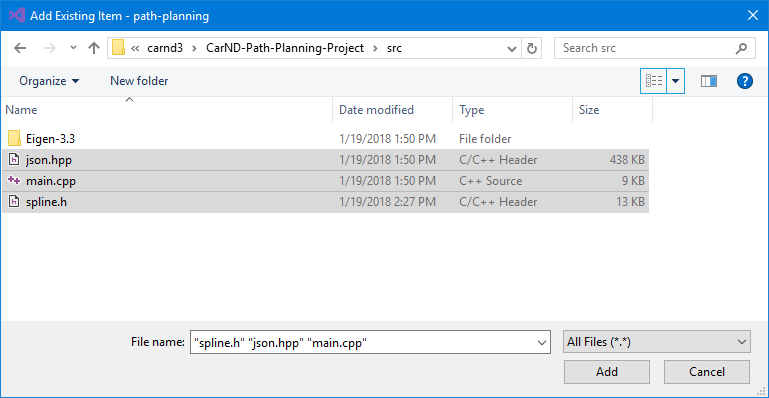 Add Existing Item - path-planning
« carnd3 > CarND-Path-Planning-Project > src
Search src
Organize
New folder
?
Name Date modified Type Size
Eigen-3.3 1/19/2018 1:50 PM File folder
json.hpp 1/19/2018 1:50 PM C/C++ Header 438 KB
main.cpp 1/19/2018 1:50 PM C++ Source 9 KB
spline.h 1/19/2018 2:27 PM C/C++ Header 13 KB
File name: "spline.h" "json.hpp" "main.cpp" All Files (*.*)
Add Cancel